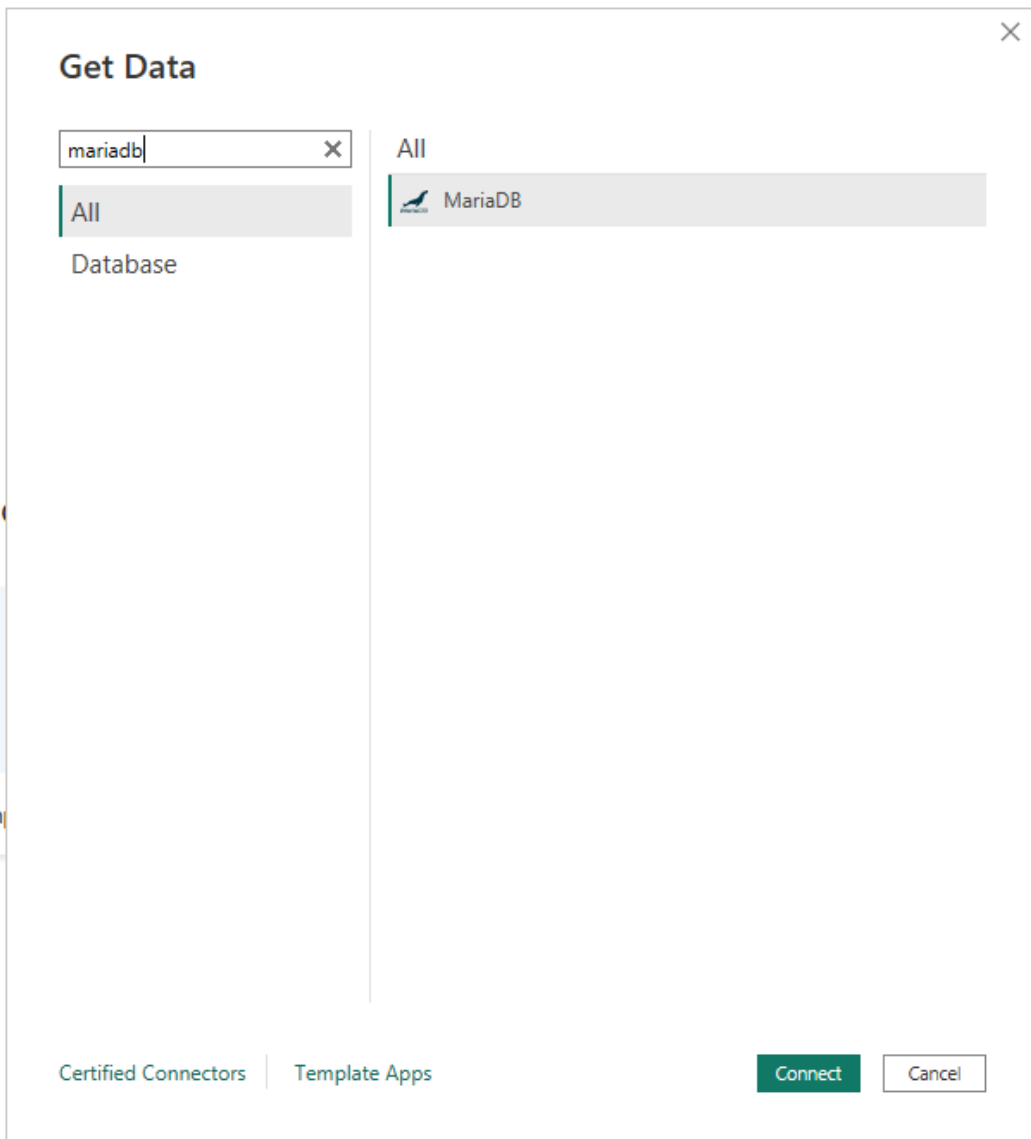 Get Data
mariadb
All
Database
All
MariaDB
Certified Connectors
Template Apps
Connect
Cancel